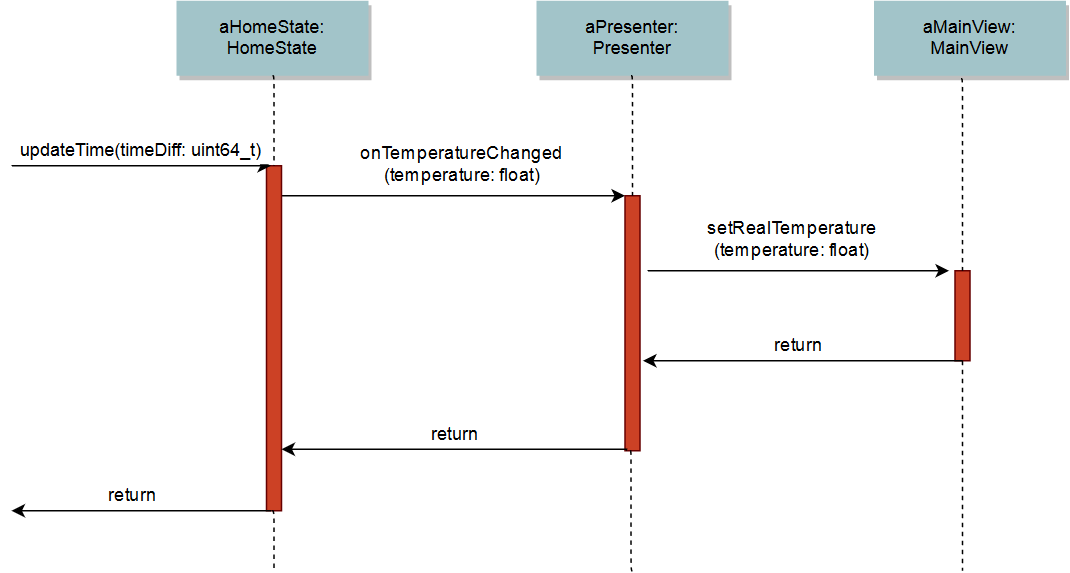 aHomeState:
HomeState
aPresenter:
Presenter
aMainView:
MainView
updateTime(timeDiff: uint64_t)
onTemperatureChanged
(temperature: float)
setRealTemperature
(temperature: float)
return
return
return